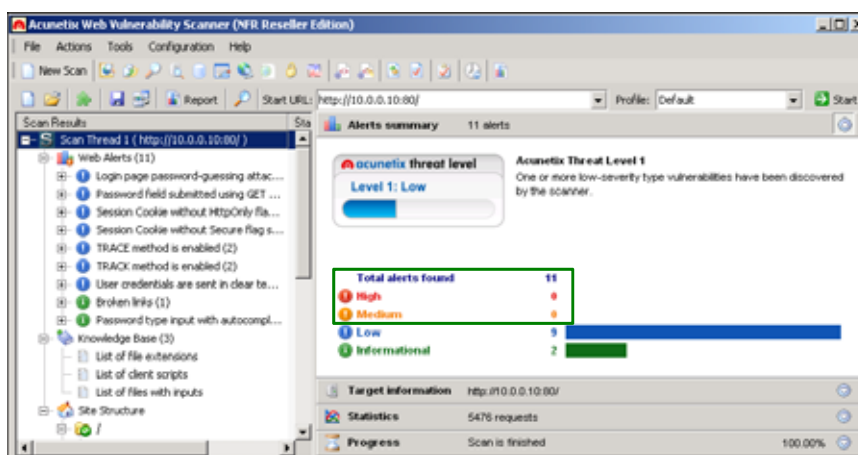 Acunetix Web Vulnerability Scanner (NFR Reseller Edition)
File Actions Tools Configuration Help
New Scan
Report Start URL: http://10.0.0.10:80/ Profile: Default Start
Scan Results Sta
Scan Thread 1 ( http://10.0.0.10:80/ )
Web Alerts (11)
Login page password-guessing attac...
Password field submitted using GET ...
Session Cookie without HttpOnly fla...
Session Cookie without Secure flag s...
TRACE method is enabled (2)
TRACK method is enabled (2)
User credentials are sent in clear te...
Broken links (1)
Password type input with autocompl...
Knowledge Base (3)
List of file extensions
List of client scripts
List of files with inputs
Site Structure
/
Alerts summary 11 alerts
acunetix threat level
Level 1: Low
Acunetix Threat Level 1
One or more low-severity type vulnerabilities have been discovered
by the scanner.
Total alerts found 11
High 0
Medium 0
Low 9
Informational 2
Target information http://10.0.0.10:80/
Statistics 5476 requests
Progress Scan is finished 100.00%